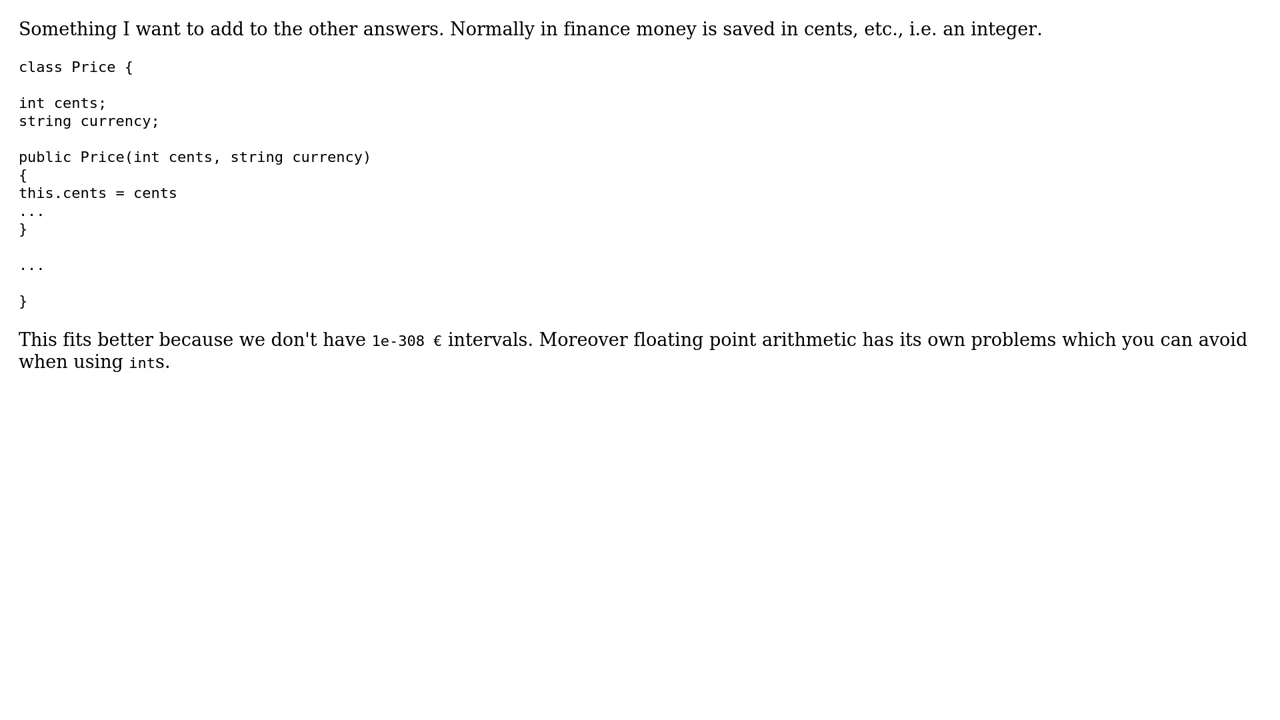 Something I want to add to the other answers. Normally in finance money is saved in cents, etc., i.e. an integer.
class Price {
int cents;
string currency;
public Price(int cents, string currency)
{
this.cents = cents
...
}
...
}
This fits better because we don't have 1e-308 € intervals. Moreover floating point arithmetic has its own problems which you can avoid
when using ints.